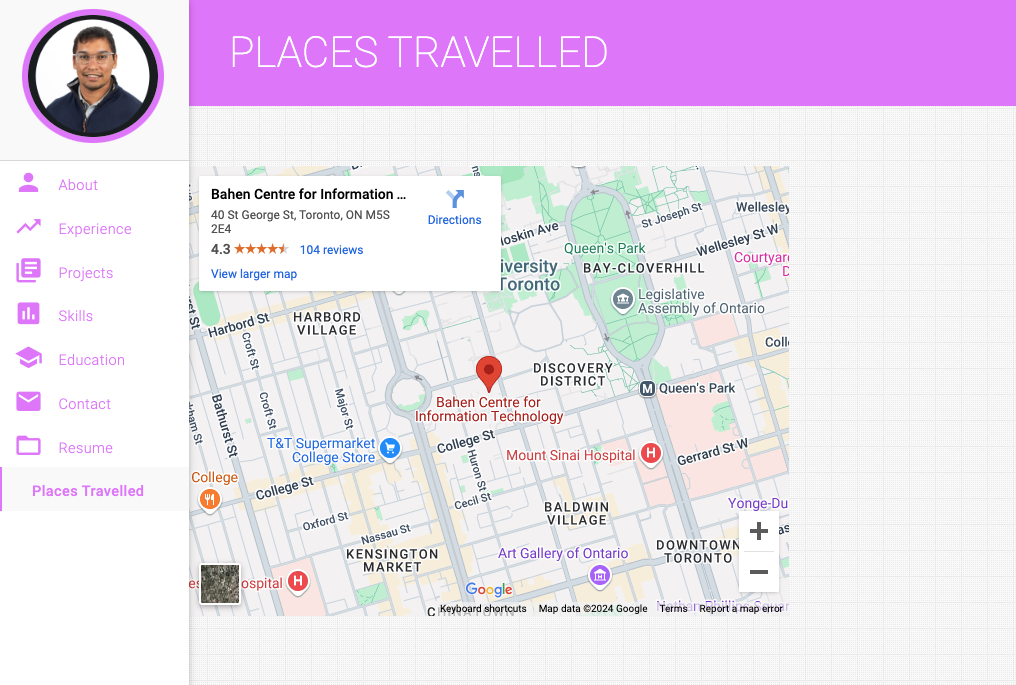 PLACES TRAVELLED
About
Experience
Projects
Skills
Education
Contact
Resume
Places Travelled
Bahen Centre for Information ...
40 St George St, Toronto, ON M5S
2E4
4.3
104 reviews
View larger map
Directions
St Joseph St
Wellesley
Hoskin Ave
Queen's Park
Wellesley St W
BAY-CLOVERHILL
Courtyard
iversity
Toronto
Legislative
Assembly of Ontario
Harbord St
HARBORD
VILLAGE
Croft St
Coll
DISCOVERY
DISTRICT
Queen's Park
Bahen Centre for
Information Technology
Bathurst St
Croft St
Major St
T&T Supermarket
College Store
College St
Mount Sinai Hospital
Gerrard St W
Huron St
College
College St
Cecil St
Oxford St
Nassau St
BALDWIN
VILLAGE
Yonge-Du
KENSINGTON
MARKET
Art Gallery of Ontario
DOWNTOWN
TORONTO
ospital
Google
CHINATOWN
Keyboard shortcuts
Map data ©2024 Google
Terms
Report a map error